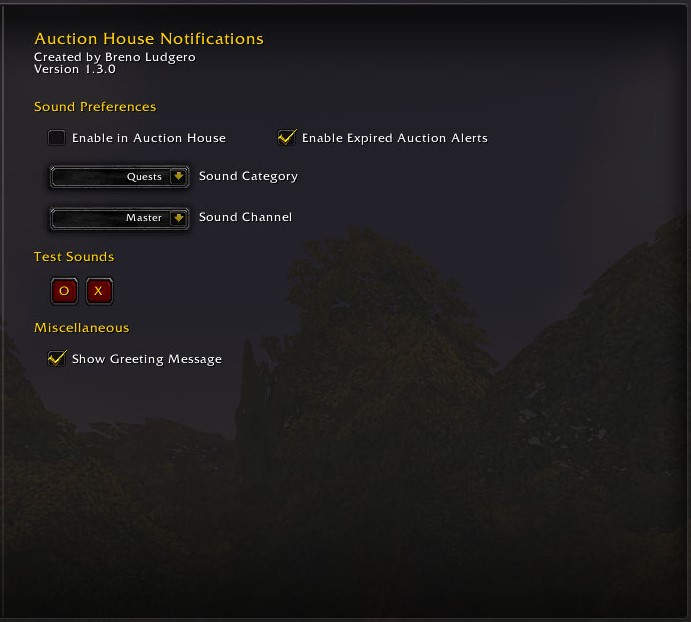 Auction House Notifications
Created by Breno Ludgero
Version 1.3.0
Sound Preferences
Enable in Auction House
Enable Expired Auction Alerts
Quests
Sound Category
Master
Sound Channel
Test Sounds
O X
Miscellaneous
Show Greeting Message